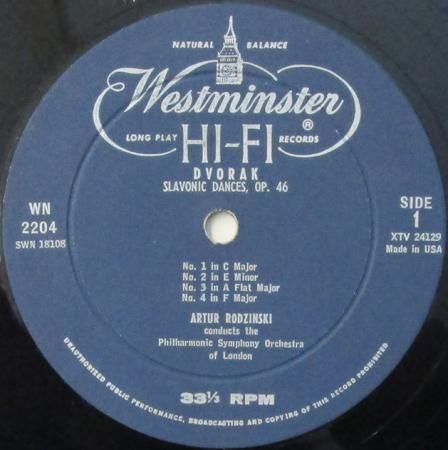 NATURAL BALANCE
Westminster®
LONG PLAY HI-FI RECORDS
DVORAK
SLAVONIC DANCES, OP. 46
WN
2204
SWN 18108
SIDE
1
XTV 24129
Made in USA
No. 1 in C Major
No. 2 in E Minor
No. 3 in A Flat Major
No. 4 in F Major
ARTUR RODZINSKI
conducts the
Philharmonic Symphony Orchestra
of London
33⅓ RPM
UNAUTHORIZED PUBLIC PERFORMANCE, BROADCASTING AND COPYING OF THIS RECORD PROHIBITED